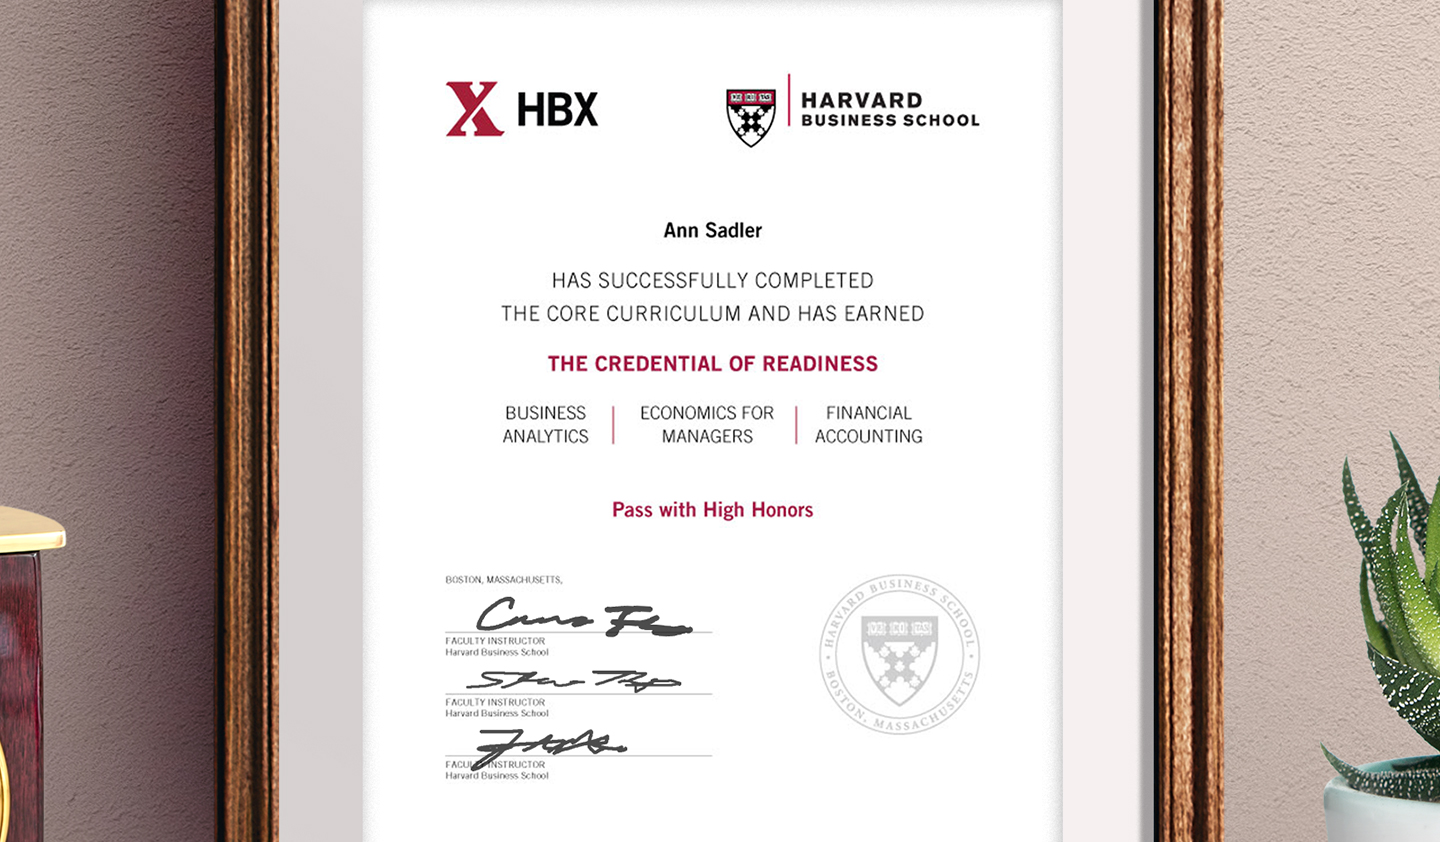 HBX
HARVARD
BUSINESS SCHOOL
Ann Sadler
HAS SUCCESSFULLY COMPLETED
THE CORE CURRICULUM AND HAS EARNED
THE CREDENTIAL OF READINESS
BUSINESS
ANALYTICS
ECONOMICS FOR
MANAGERS
FINANCIAL
ACCOUNTING
Pass with High Honors
BOSTON, MASSACHUSETTS,
FACULTY INSTRUCTOR
Harvard Business School
FACULTY INSTRUCTOR
Harvard Business School
FACULTY INSTRUCTOR
Harvard Business School
HARVARD BUSINESS SCHOOL
BOSTON, MASSACHUSETTS